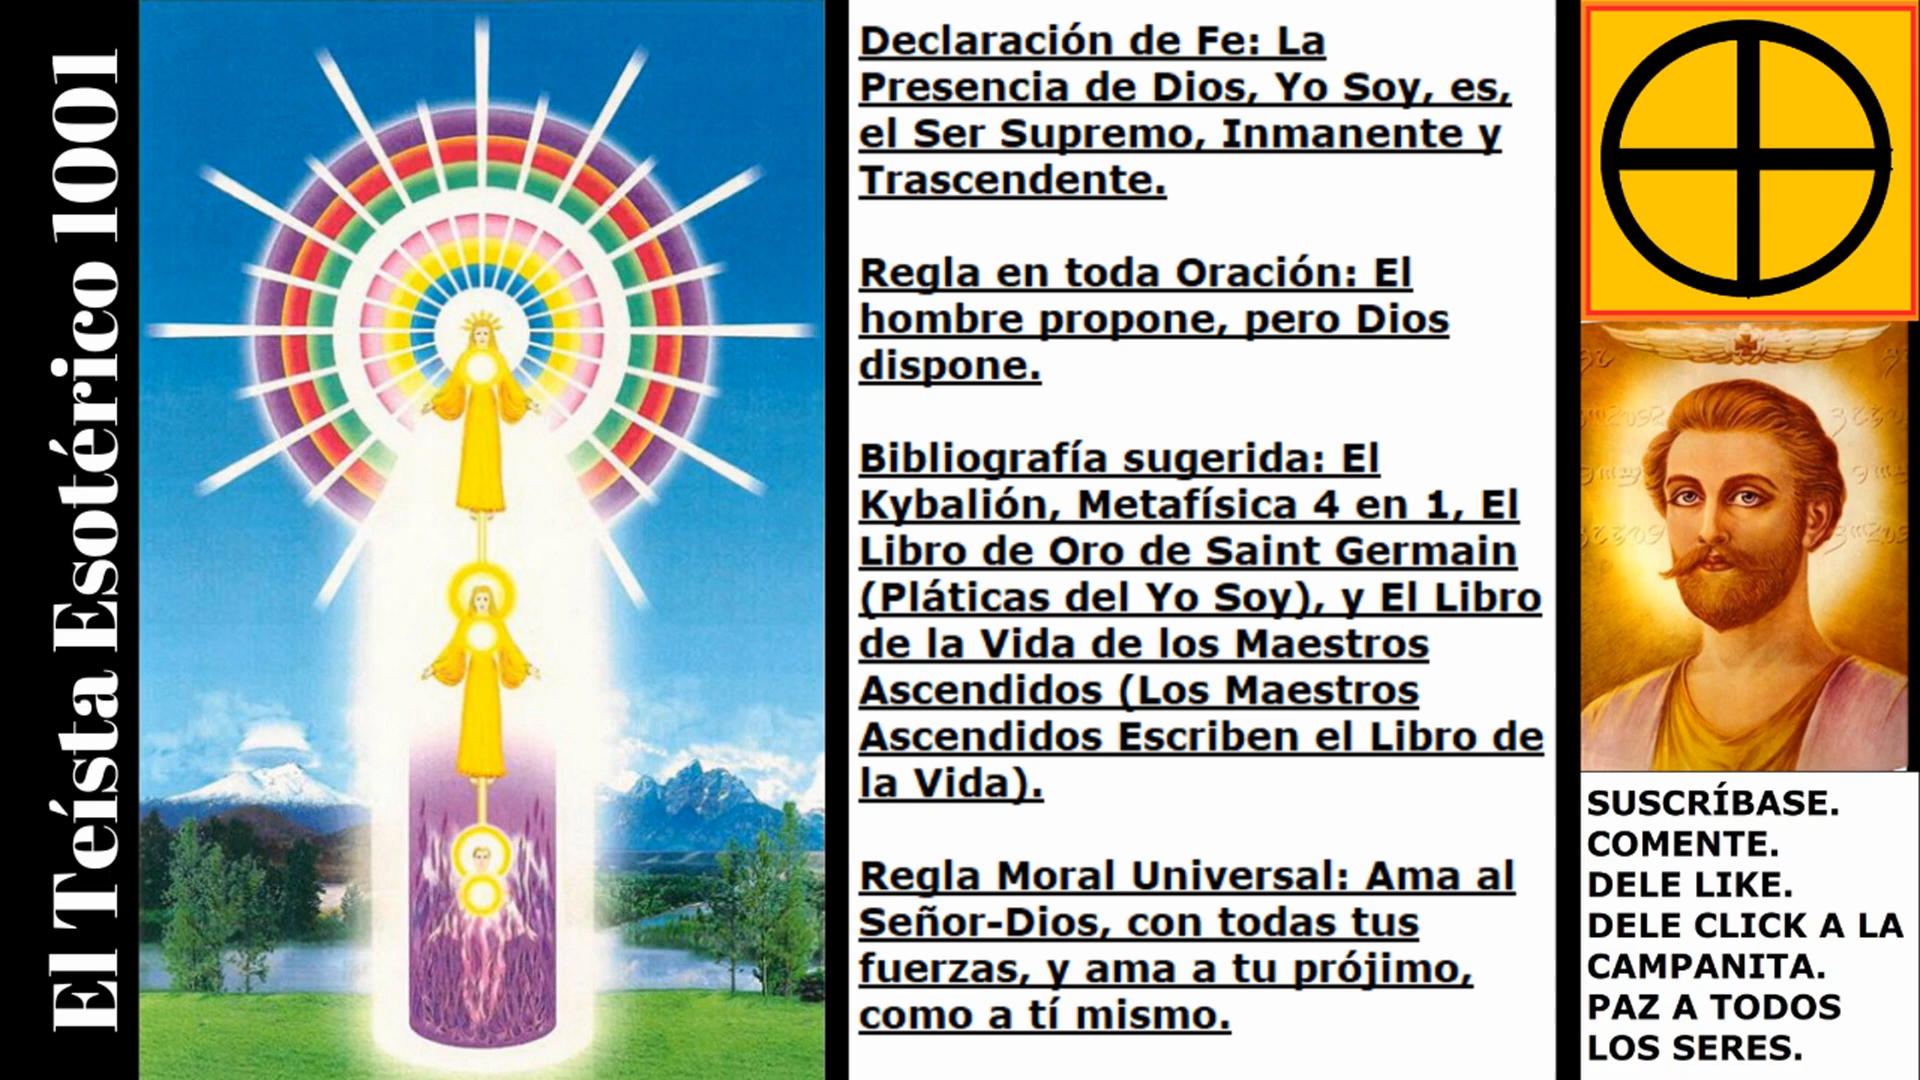 El Teísta Esotérico 1001
Declaración de Fe: La
Presencia de Dios, Yo Soy, es,
el Ser Supremo, Inmanente y
Trascendente.
Regla en toda Oración: El
hombre propone, pero Dios
dispone.
Bibliografía sugerida: El
Kybalión, Metafísica 4 en 1, El
Libro de Oro de Saint Germain
(Pláticas del Yo Soy), y El Libro
de la Vida de los Maestros
Ascendidos (Los Maestros
Ascendidos Escriben el Libro de
la Vida).
Regla Moral Universal: Ama al
Señor-Dios, con todas tus
fuerzas, y ama a tu prójimo,
como a tí mismo.
SUSCRÍBASE.
COMENTE.
DELE LIKE.
DELE CLICK A LA
CAMPANITA.
PAZ A TODOS
LOS SERES.